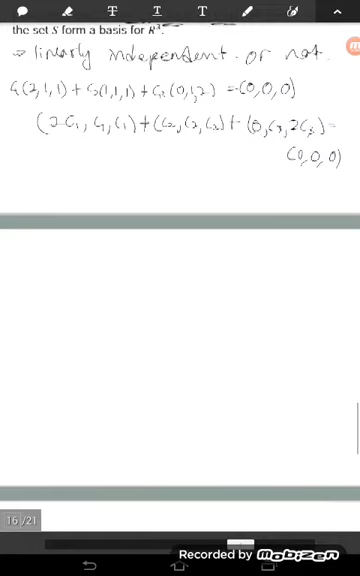 the set S form a basis for R³.
⇒ linearly independent or not.
C₁(2,1,1) + C₂(1,1,1) + C₃(0,1,2) = (0,0,0)
(2C₁, C₁, C₁) + (C₂, C₂, C₂) + (0, C₃, 2C₃) =
(0,0,0)
16 /21
Recorded by Mobizen